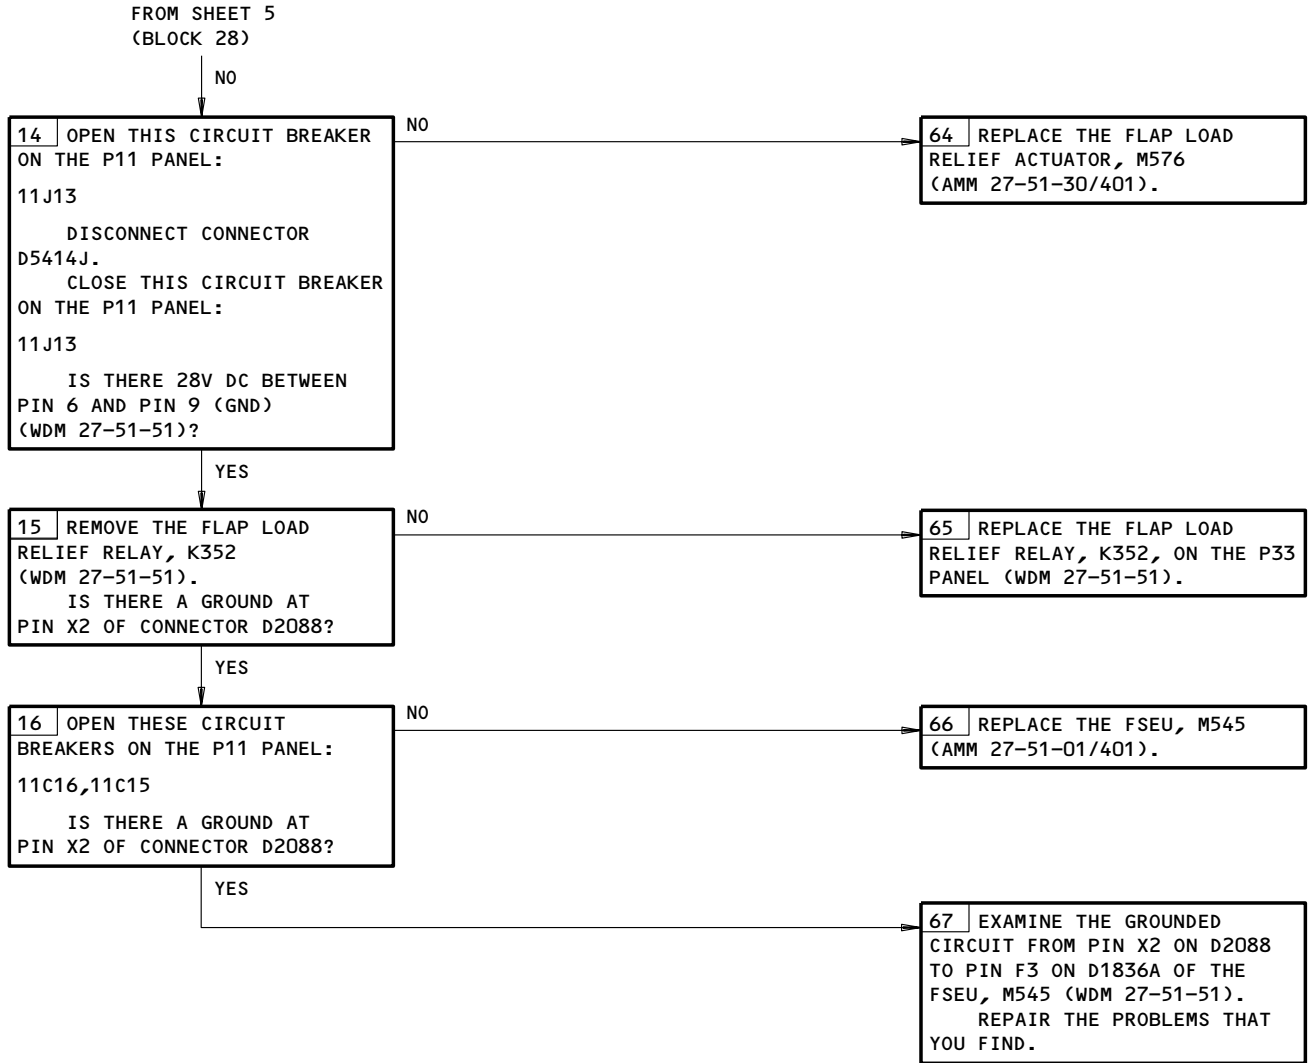 FROM SHEET 5
(BLOCK 28)
NO
14 OPEN THIS CIRCUIT BREAKER
ON THE P11 PANEL:
11J13
DISCONNECT CONNECTOR
D5414J.
CLOSE THIS CIRCUIT BREAKER
ON THE P11 PANEL:
11J13
IS THERE 28V DC BETWEEN
PIN 6 AND PIN 9 (GND)
(WDM 27-51-51)?
NO
64 REPLACE THE FLAP LOAD
RELIEF ACTUATOR, M576
(AMM 27-51-30/401).
YES
15 REMOVE THE FLAP LOAD
RELIEF RELAY, K352
(WDM 27-51-51).
IS THERE A GROUND AT
PIN X2 OF CONNECTOR D2088?
NO
65 REPLACE THE FLAP LOAD
RELIEF RELAY, K352, ON THE P33
PANEL (WDM 27-51-51).
YES
16 OPEN THESE CIRCUIT
BREAKERS ON THE P11 PANEL:
11C16,11C15
IS THERE A GROUND AT
PIN X2 OF CONNECTOR D2088?
NO
66 REPLACE THE FSEU, M545
(AMM 27-51-01/401).
YES
67 EXAMINE THE GROUNDED
CIRCUIT FROM PIN X2 ON D2088
TO PIN F3 ON D1836A OF THE
FSEU, M545 (WDM 27-51-51).
REPAIR THE PROBLEMS THAT
YOU FIND.